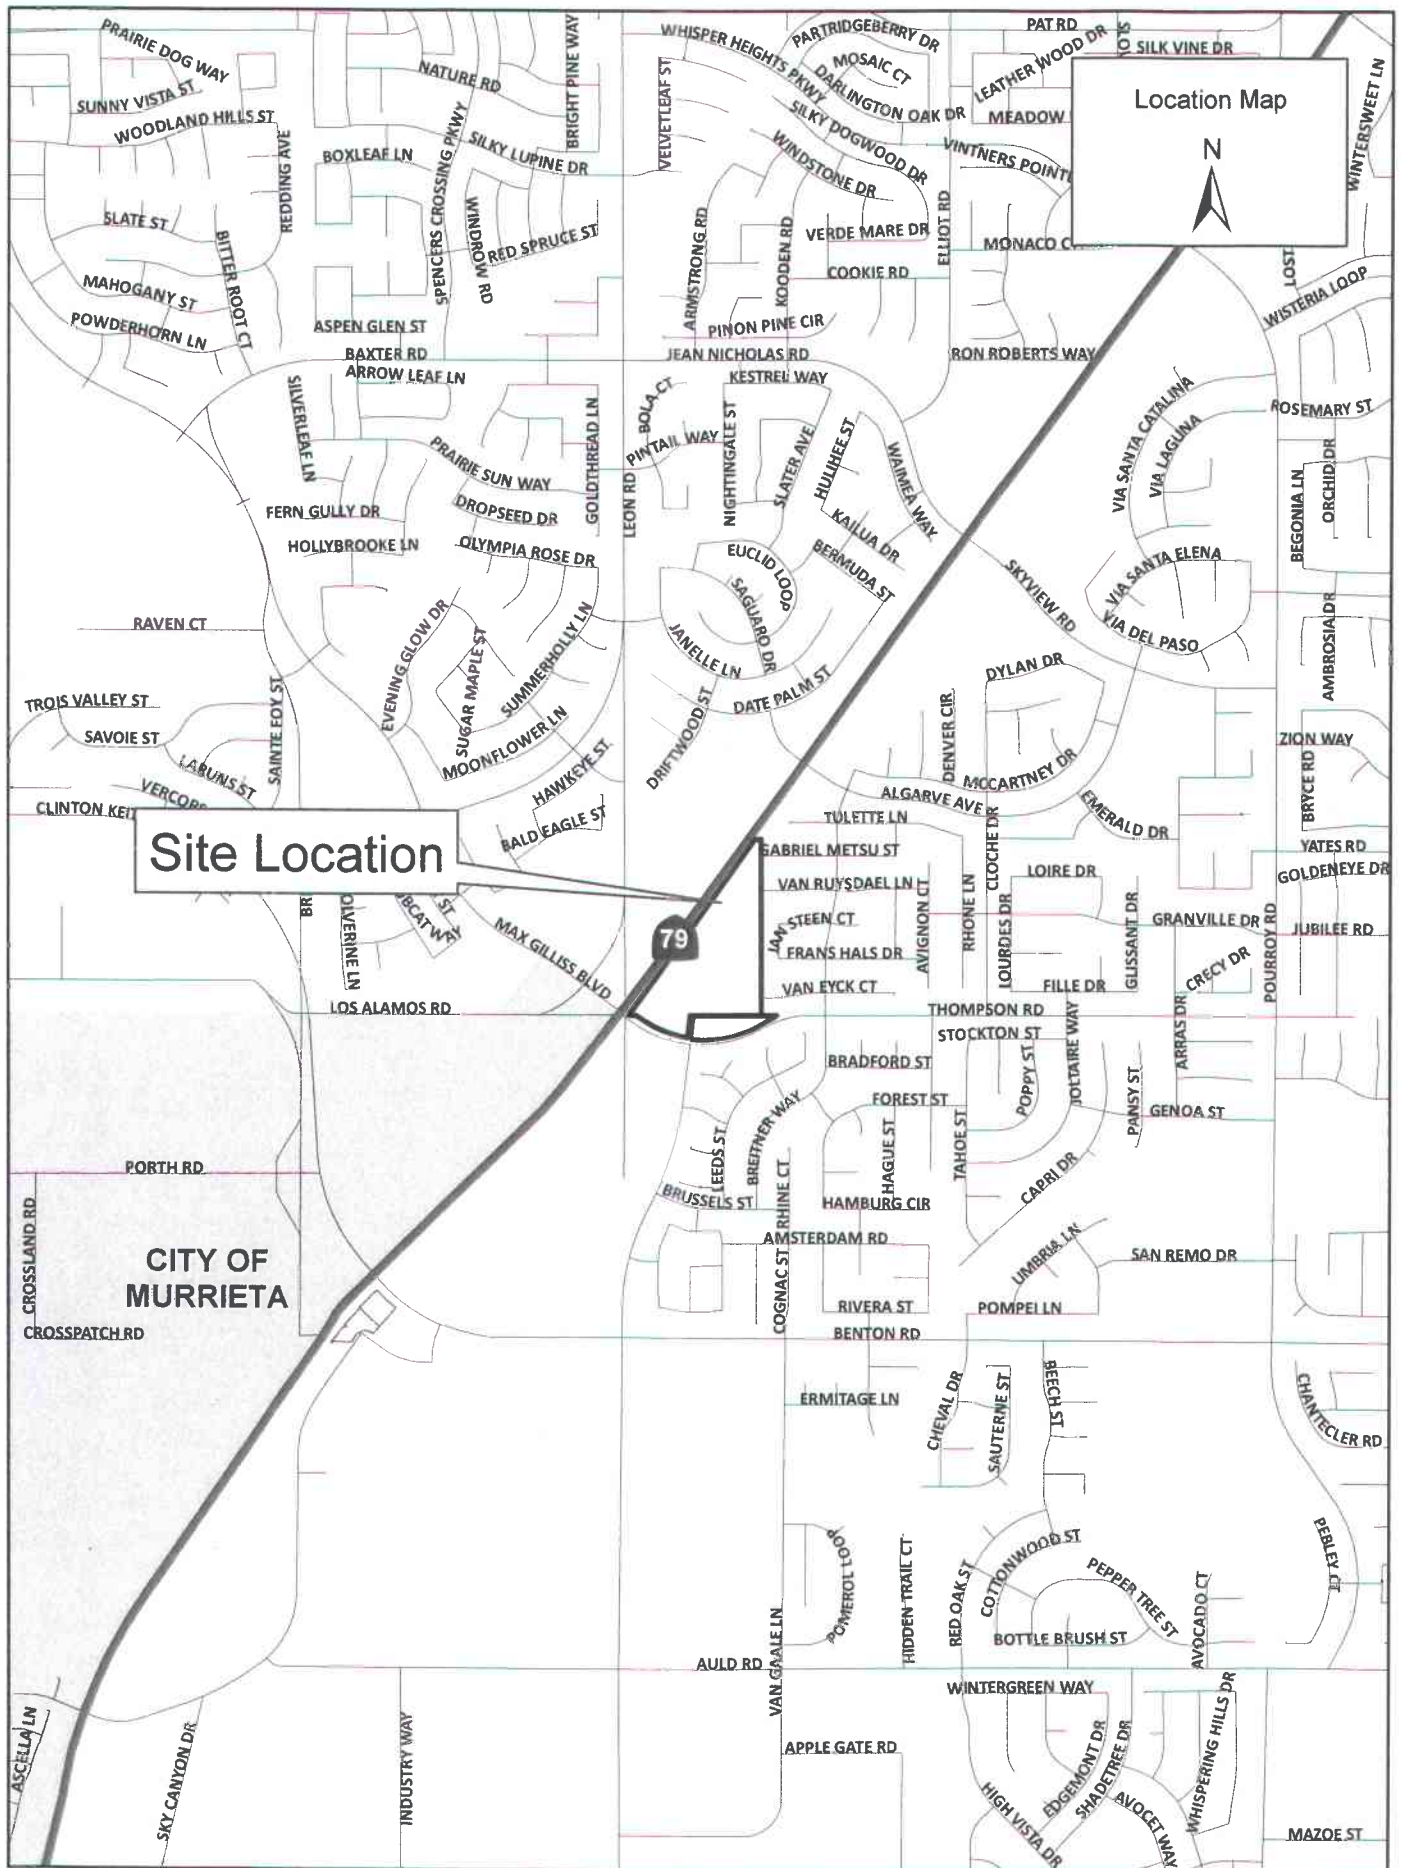 PRAIRIE DOG WAY
SUNNY VISTA ST
WOODLAND HILLS ST
NATURE RD
BRIGHT PINE WAY
WHISPER HEIGHTS PKWY
PARTRIDGEBERRY DR
MOSAIC CT
DARLINGTON OAK DR
PAT RD
LEATHER WOOD DR
SILK VINE DR
MEADOW
Location Map
N
WINTERSWEET LN
VELVETLEAF ST
SILKY DOGWOOD DR
WINDSTONE DR
VINTNERS POINT
REDDING AVE
BOXLEAF LN
SPENCERS CROSSING PKWY
SILKY LUPINE DR
WINDROW RD
RED SPRUCE ST
SLATE ST
BITTER ROOT CT
MAHOGANY ST
POWDERHORN LN
ARMSTRONG RD
KOODEN RD
VERDE MARE DR
ELLIOT RD
MONACO C
COOKIE RD
LOST
WISTERIA LOOP
ASPEN GLEN ST
PINON PINE CIR
BAXTER RD
JEAN NICHOLAS RD
RON ROBERTS WAY
ARROW LEAF LN
KESTREL WAY
SILVERLEAF LN
GOLDTHREAD LN
BOLA CT
PINTAIL WAY
NIGHTINGALE ST
SLATER AVE
HULIHEE ST
WAIMEA WAY
VIA SANTA CATALINA
VIA LAGUNA
ROSEMARY ST
PRAIRIE SUN WAY
LEON RD
BEGONIA LN
ORCHID DR
DROPSEED DR
FERN GULLY DR
KAILUA DR
HOLLYBROOKE LN
OLYMPIA ROSE DR
EUCLID LOOP
BERMUDA ST
SAGUARO DR
SKYVIEW RD
VIA SANTA ELENA
VIA DEL PASO
AMBROSIA DR
RAVEN CT
EVENING GLOW DR
SUGAR MAPLE ST
SUMMERHOLLY LN
JANELLE LN
DYLAN DR
TROIS VALLEY ST
SAINTE FOY ST
DATE PALM ST
DRIFTWOOD ST
DENVER CIR
SAVOIE ST
LARUNS ST
MOONFLOWER LN
HAWKEYE ST
MCCARTNEY DR
ZION WAY
BRYCE RD
VERCORS
ALGARVE AVE
EMERALD DR
CLINTON KEI
BALD EAGLE ST
TULETTE LN
CLOCHE DR
Site Location
GABRIEL METSU ST
YATES RD
VAN RUYSDAEL LN
LOIRE DR
GOLDENEYE DR
BR
OLVERINE LN
BCAT WAY
ST
MAX GILLISS BLVD
79
JAN STEEN CT
AVIGNON CT
RHONE LN
LOURDES DR
GLISSANT DR
GRANVILLE DR
POURROY RD
JUBILEE RD
FRANS HALS DR
CRECY DR
VAN EYCK CT
FILLE DR
LOS ALAMOS RD
THOMPSON RD
STOCKTON ST
ARRAS DR
BRADFORD ST
POPPY ST
JOLTAIRE WAY
PANSY ST
BREITNER WAY
FOREST ST
GENOA ST
LEEDS ST
HAGUE ST
TAHOE ST
PORTH RD
CAPRI DR
BRUSSELS ST
RHINE CT
HAMBURG CIR
CROSSLAND RD
CITY OF
MURRIETA
AMSTERDAM RD
UMBRIA LN
SAN REMO DR
COGNAC ST
RIVERA ST
POMPEI LN
CROSSPATCH RD
BENTON RD
ERMITAGE LN
CHEVAL DR
SAUTERNE ST
BEECH ST
CHANTECLER RD
POMEROL LOOP
HIDDEN TRAIL CT
RED OAK ST
COTTONWOOD ST
PEPPER TREE ST
AVOCADO CT
PEBLEY CT
BOTTLE BRUSH ST
AULD RD
VAN GAALE LN
WINTERGREEN WAY
ASCELLA LN
SKY CANYON DR
INDUSTRY WAY
APPLE GATE RD
EDGEMONT DR
SHADETREE DR
WHISPERING HILLS DR
HIGH VISTA DR
AVOCET WAY
MAZOE ST